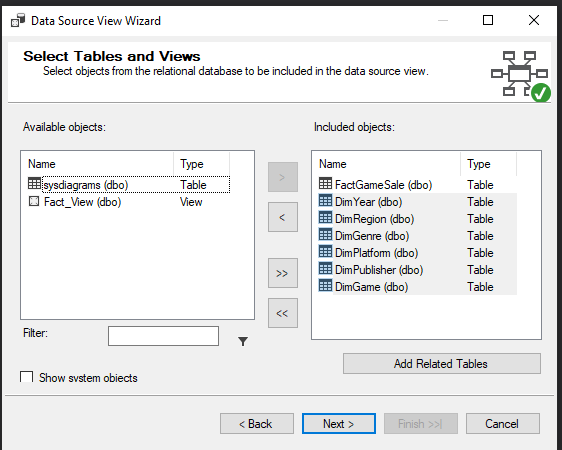 Data Source View Wizard
Select Tables and Views
Select objects from the relational database to be included in the data source view.
Available objects:
Name Type
sysdiagrams (dbo) Table
Fact_View (dbo) View
>
<
>>
<<
Included objects:
Name Type
FactGameSale (dbo) Table
DimYear (dbo) Table
DimRegion (dbo) Table
DimGenre (dbo) Table
DimPlatform (dbo) Table
DimPublisher (dbo) Table
DimGame (dbo) Table
Filter:
Add Related Tables
Show system objects
< Back Next > Finish >>| Cancel